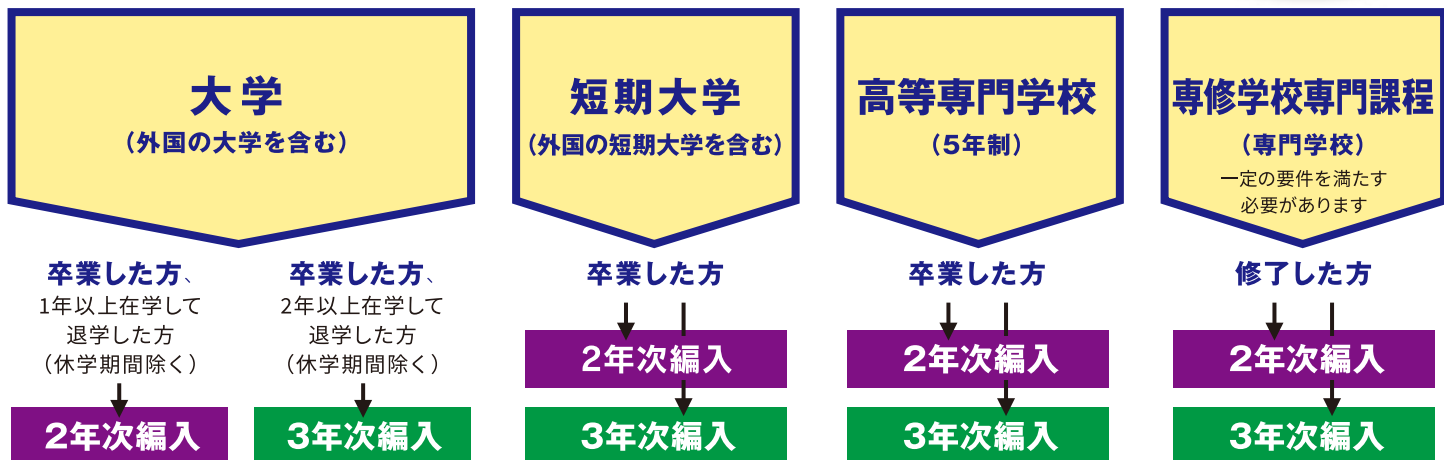 大学
（外国の大学を含む）
卒業した方、
1年以上在学して
退学した方
（休学期間除く）
2年次編入
卒業した方、
2年以上在学して
退学した方
（休学期間除く）
3年次編入
短期大学
（外国の短期大学を含む）
卒業した方
2年次編入
3年次編入
高等専門学校
（5年制）
卒業した方
2年次編入
3年次編入
専修学校専門課程
（専門学校）
一定の要件を満たす
必要があります
修了した方
2年次編入
3年次編入